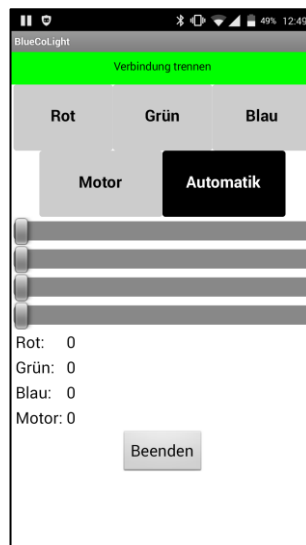 49% 12:49
BlueCoLight
Verbindung trennen
Rot Grün Blau
Motor Automatik
Rot: 0
Grün: 0
Blau: 0
Motor: 0
Beenden